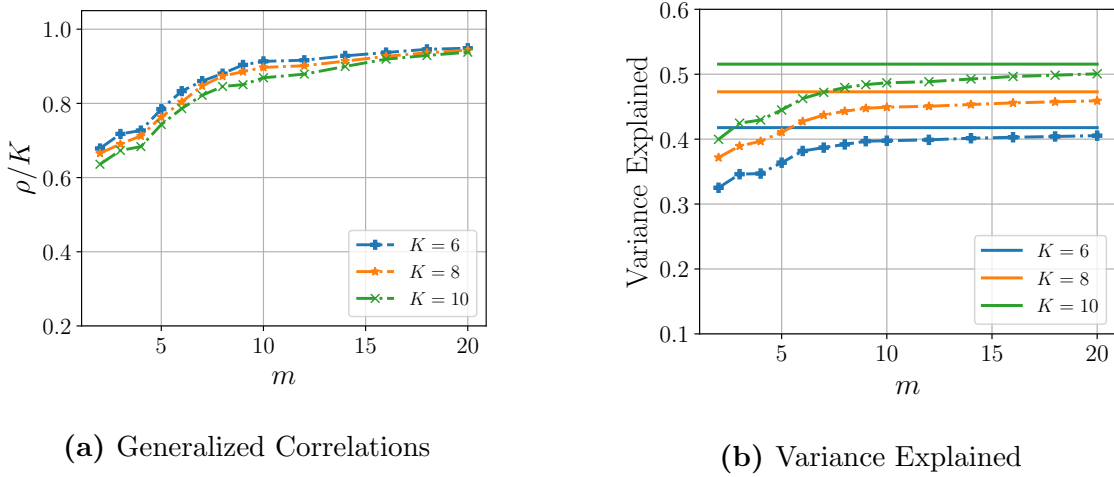 1.0
0.8
0.6
0.4
0.2
ρ/K
5
10
15
20
m
K = 6
K = 8
K = 10
(a) Generalized Correlations
0.6
0.5
0.4
0.3
0.2
0.1
Variance Explained
5
10
15
20
m
K = 6
K = 8
K = 10
(b) Variance Explained